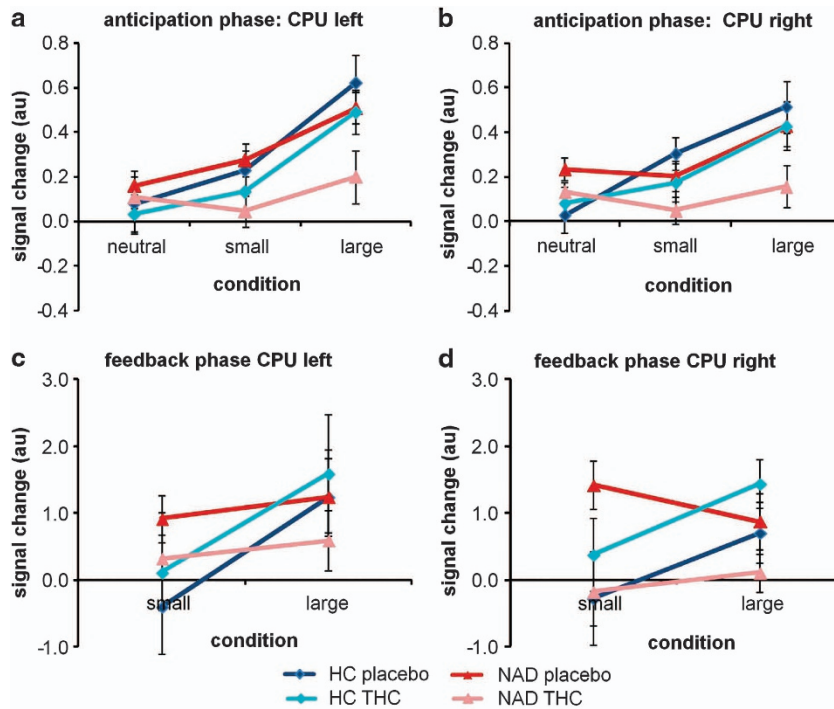 a anticipation phase: CPU left
0.8
0.6
0.4
0.2
0.0
-0.2
-0.4
signal change (au)
neutral small large
condition
b anticipation phase: CPU right
0.8
0.6
0.4
0.2
0.0
-0.2
-0.4
signal change (au)
neutral small large
condition
c feedback phase CPU left
3.0
2.0
1.0
0.0
-1.0
signal change (au)
small large
condition
d feedback phase CPU right
3.0
2.0
1.0
0.0
-1.0
signal change (au)
small large
condition
HC placebo NAD placebo
HC THC NAD THC